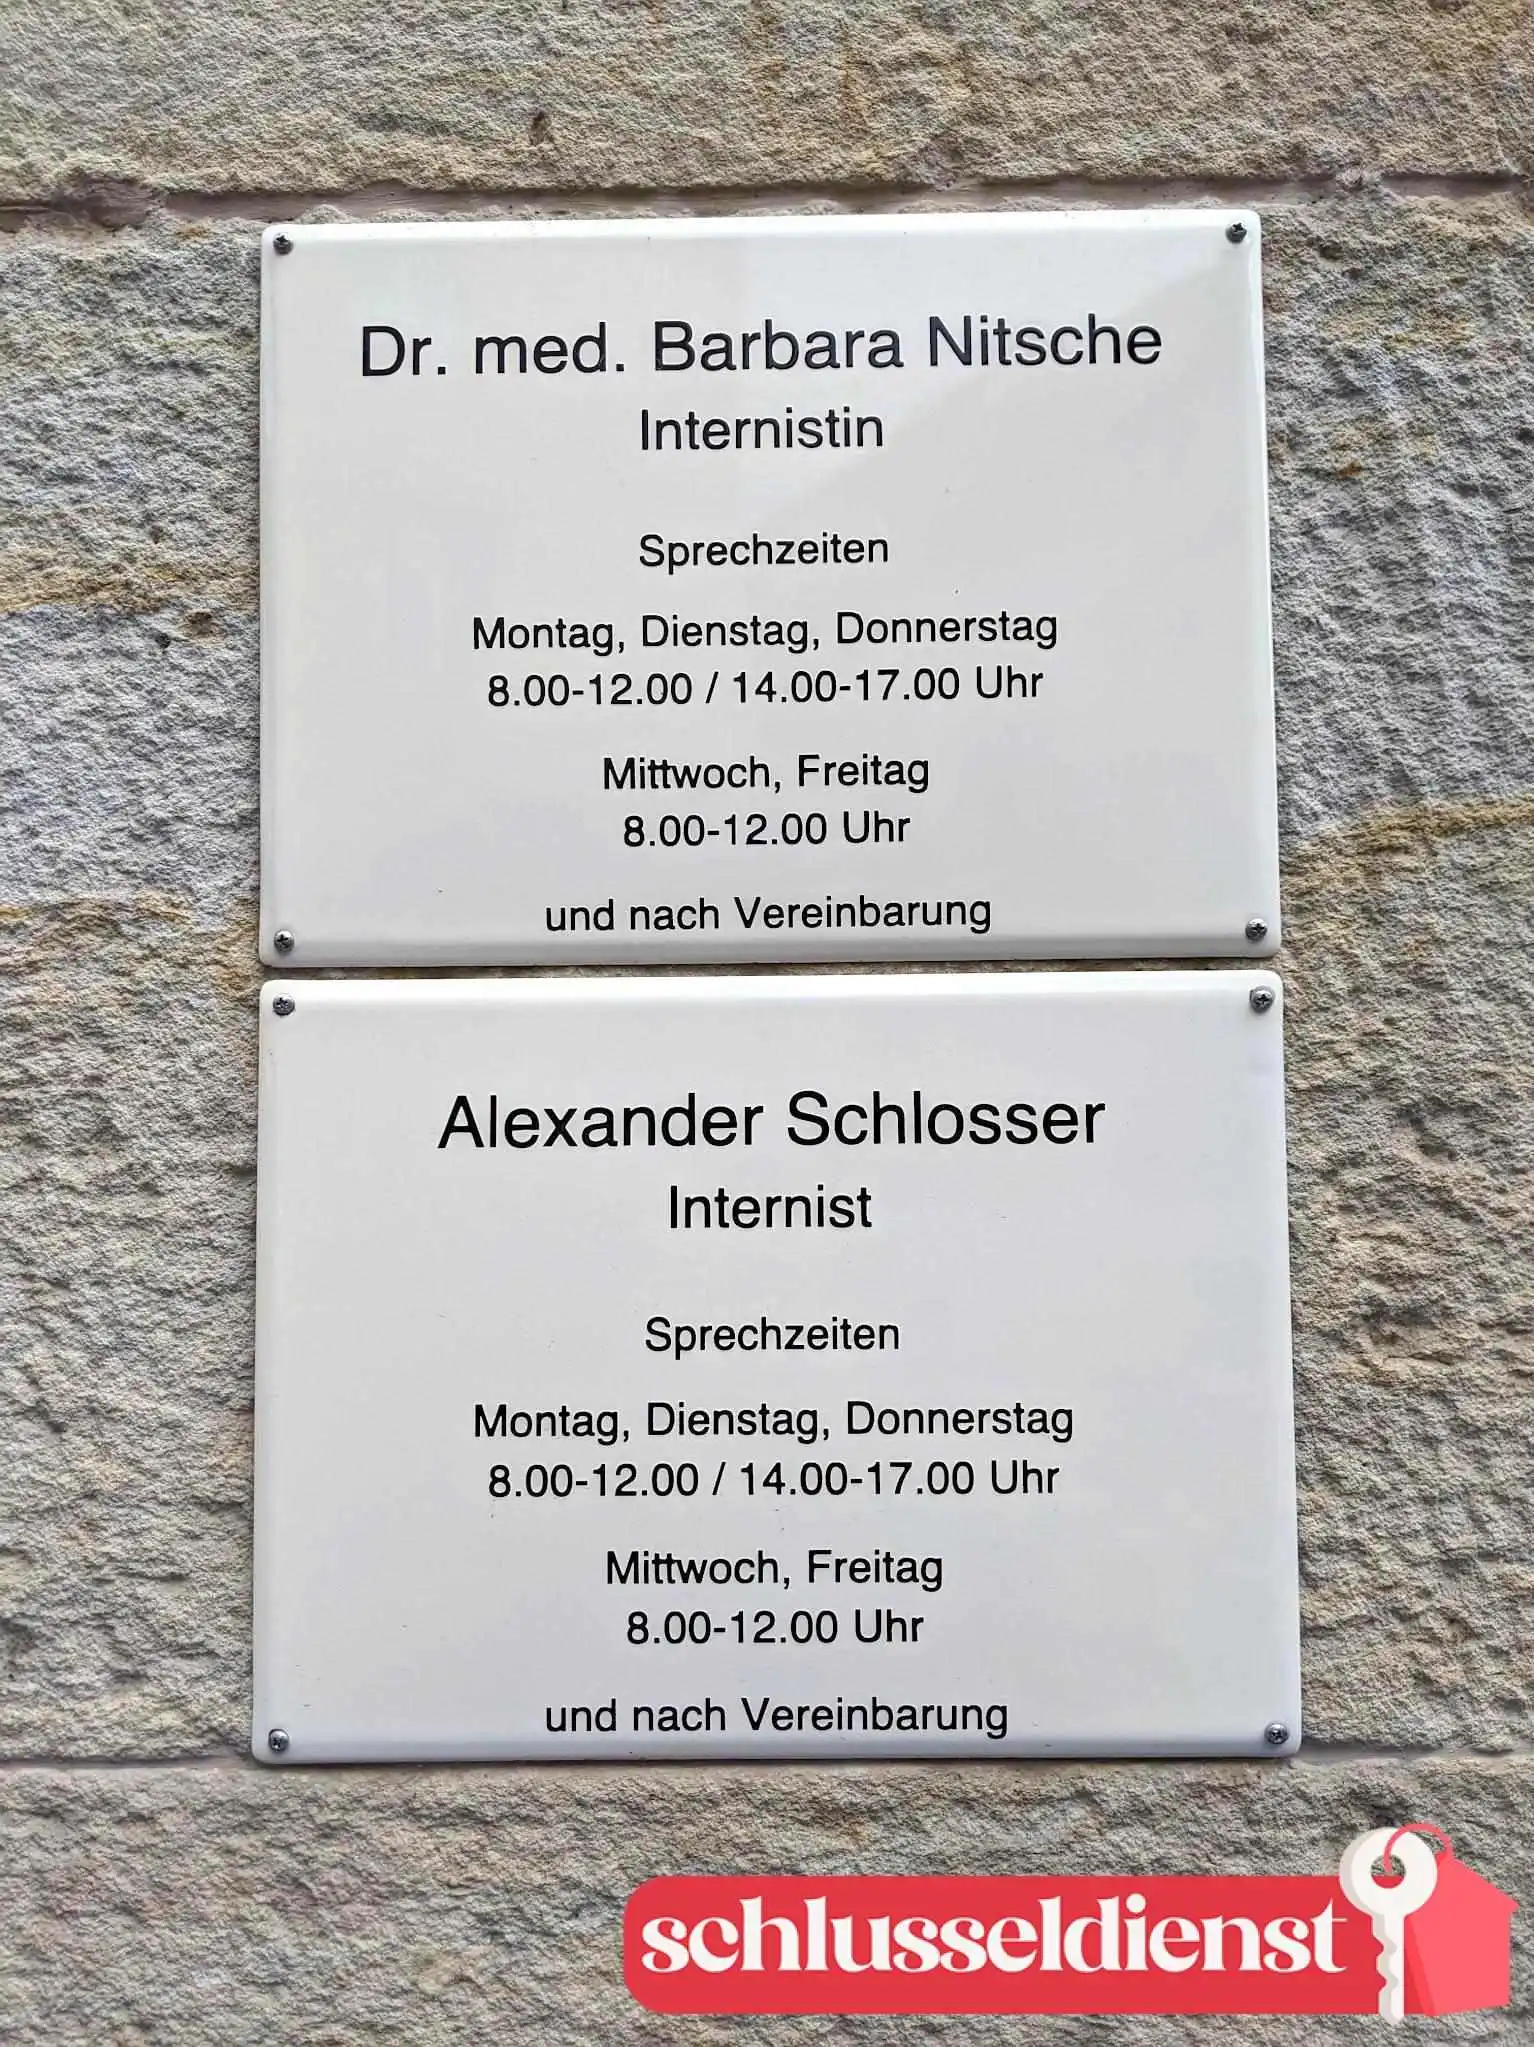 Dr. med. Barbara Nitsche
Internistin
Sprechzeiten
Montag, Dienstag, Donnerstag
8.00-12.00 / 14.00-17.00 Uhr
Mittwoch, Freitag
8.00-12.00 Uhr
und nach Vereinbarung
Alexander Schlosser
Internist
Sprechzeiten
Montag, Dienstag, Donnerstag
8.00-12.00 / 14.00-17.00 Uhr
Mittwoch, Freitag
8.00-12.00 Uhr
und nach Vereinbarung
schlusseldienst